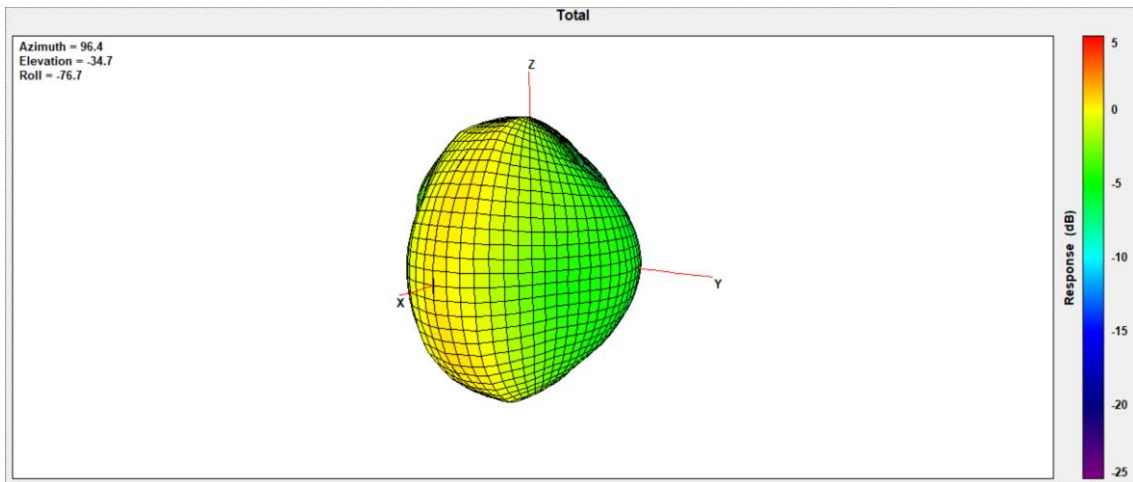 Total
Azimuth = 96.4
Elevation = -34.7
Roll = -76.7
Z
X
Y
5
0
-5
-10
-15
-20
-25
Response (dB)